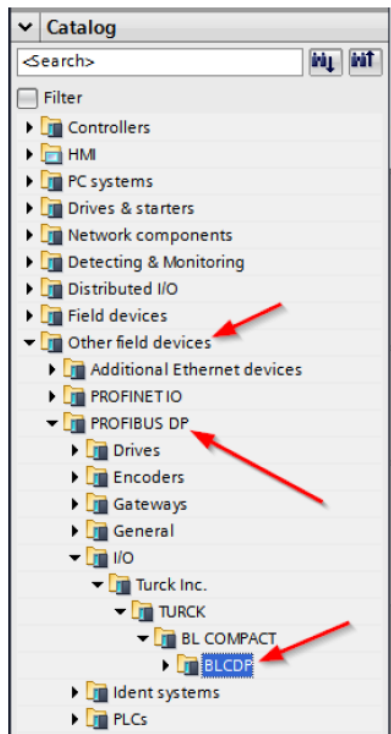 Catalog
<Search>
Filter
Controllers
HMI
PC systems
Drives & starters
Network components
Detecting & Monitoring
Distributed I/O
Field devices
Other field devices
Additional Ethernet devices
PROFINET IO
PROFIBUS DP
Drives
Encoders
Gateways
General
I/O
Turck Inc.
TURCK
BL COMPACT
BLCDP
Ident systems
PLCs